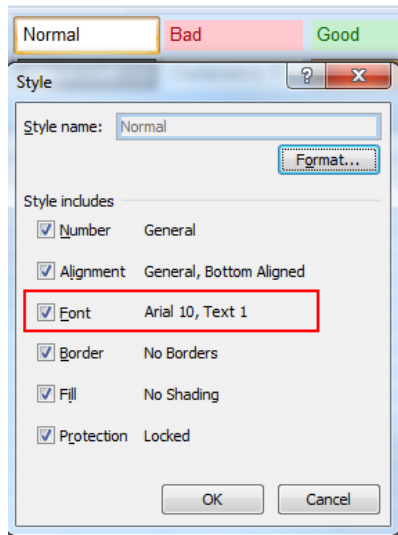 Normal Bad Good
Style ?
Style name: Normal
Format...
Style includes
Number General
Alignment General, Bottom Aligned
Font Arial 10, Text 1
Border No Borders
Fill No Shading
Protection Locked
OK Cancel